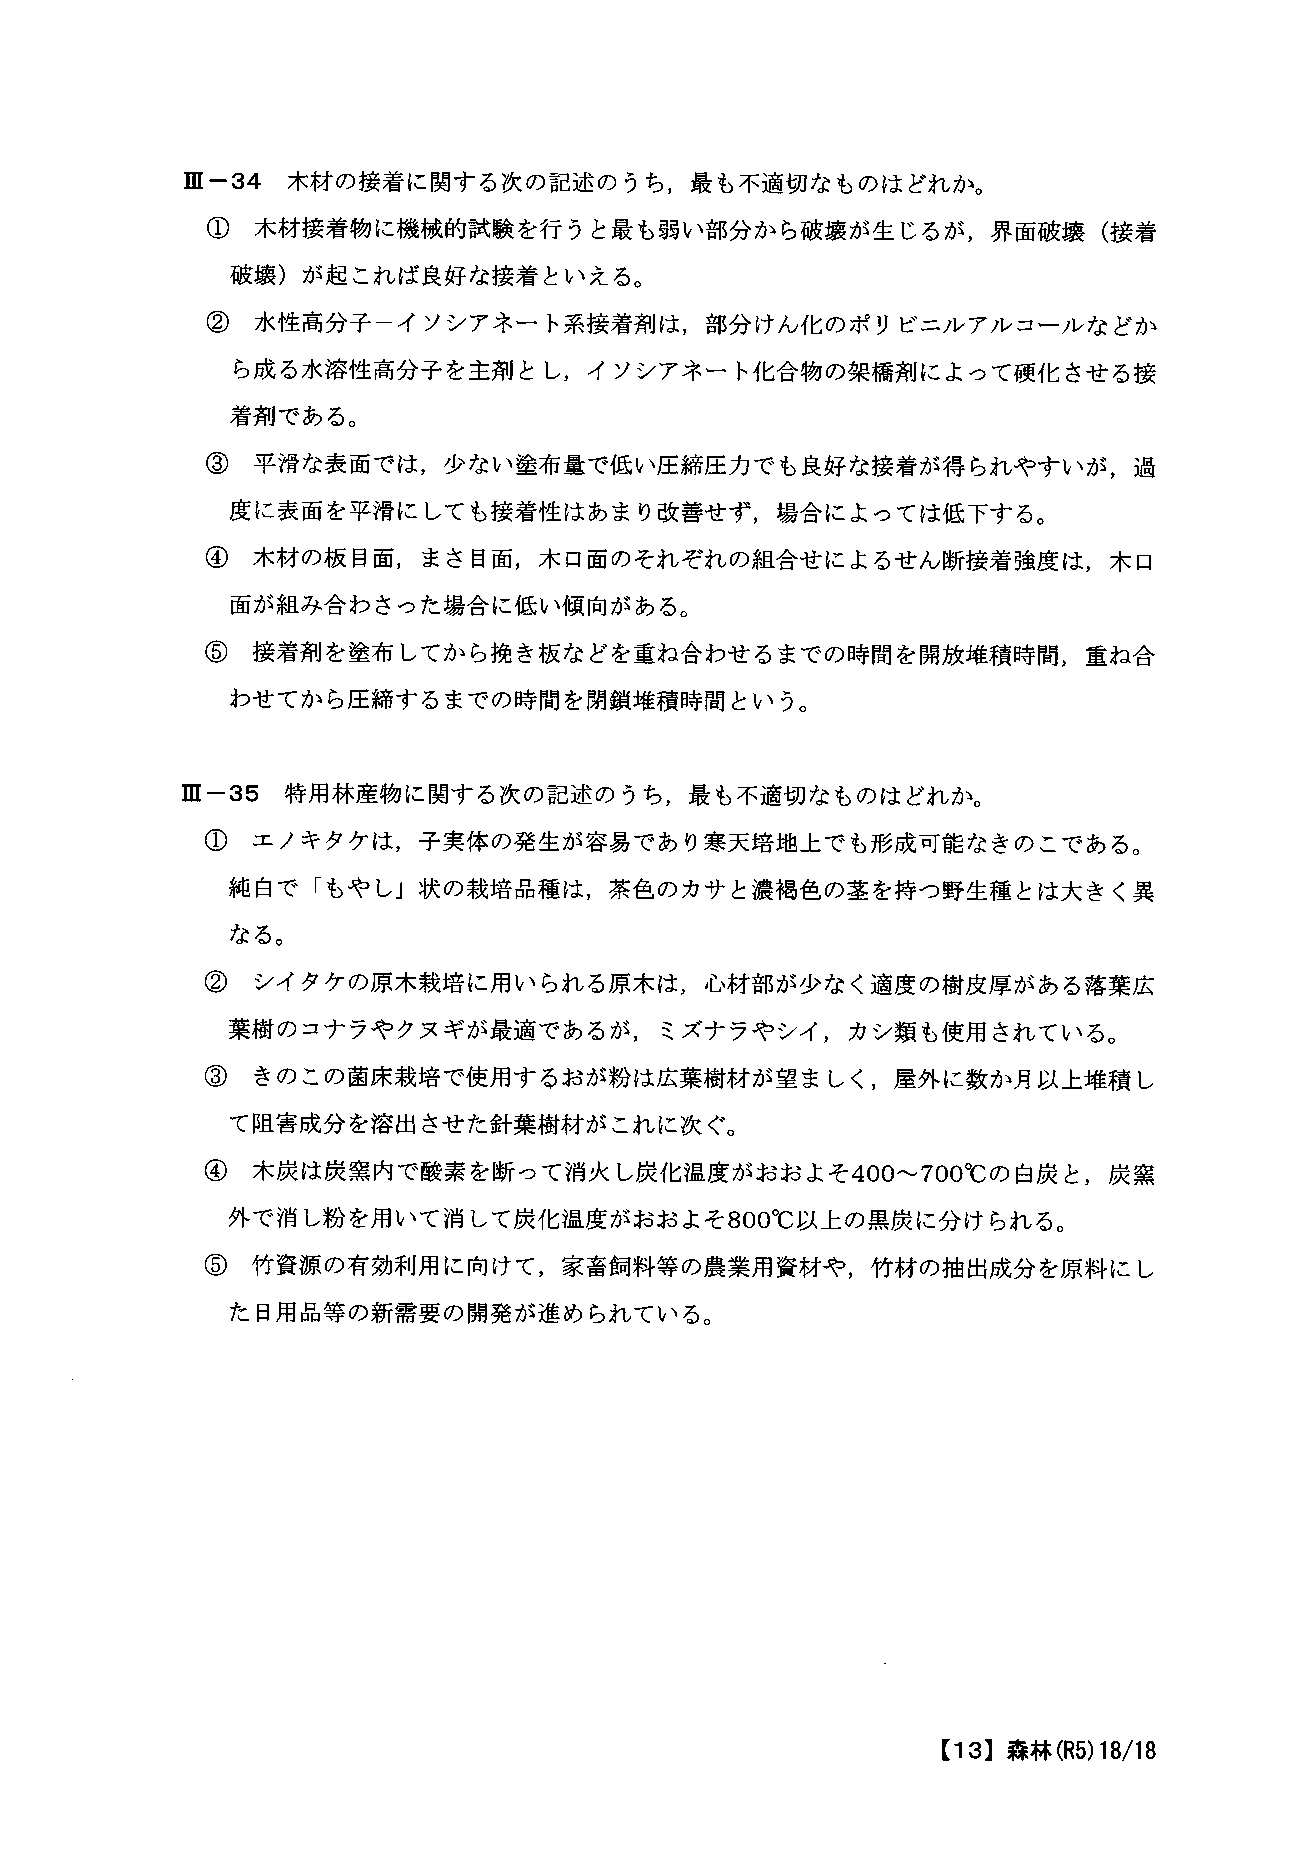 Ⅲ－34　木材の接着に関する次の記述のうち，最も不適切なものはどれか。
①　木材接着物に機械的試験を行うと最も弱い部分から破壊が生じるが，界面破壊（接着
破壊）が起これば良好な接着といえる。
②　水性高分子－イソシアネート系接着剤は，部分けん化のポリビニルアルコールなどか
ら成る水溶性高分子を主剤とし，イソシアネート化合物の架橋剤によって硬化させる接
着剤である。
③　平滑な表面では，少ない塗布量で低い圧締圧力でも良好な接着が得られやすいが，過
度に表面を平滑にしても接着性はあまり改善せず，場合によっては低下する。
④　木材の板目面，まさ目面，木口面のそれぞれの組合せによるせん断接着強度は，木口
面が組み合わさった場合に低い傾向がある。
⑤　接着剤を塗布してから挽き板などを重ね合わせるまでの時間を開放堆積時間，重ね合
わせてから圧締するまでの時間を閉鎖堆積時間という。
Ⅲ－35　特用林産物に関する次の記述のうち，最も不適切なものはどれか。
①　エノキタケは，子実体の発生が容易であり寒天培地上でも形成可能なきのこである。
純白で「もやし」状の栽培品種は，茶色のカサと濃褐色の茎を持つ野生種とは大きく異
なる。
②　シイタケの原木栽培に用いられる原木は，心材部が少なく適度の樹皮厚がある落葉広
葉樹のコナラやクヌギが最適であるが，ミズナラやシイ，カシ類も使用されている。
③　きのこの菌床栽培で使用するおが粉は広葉樹材が望ましく，屋外に数か月以上堆積し
て阻害成分を溶出させた針葉樹材がこれに次ぐ。
④　木炭は炭窯内で酸素を断って消火し炭化温度がおおよそ400～700℃の白炭と，炭窯
外で消し粉を用いて消して炭化温度がおおよそ800℃以上の黒炭に分けられる。
⑤　竹資源の有効利用に向けて，家畜飼料等の農業用資材や，竹材の抽出成分を原料にし
た日用品等の新需要の開発が進められている。
【13】森林(R5)18/18